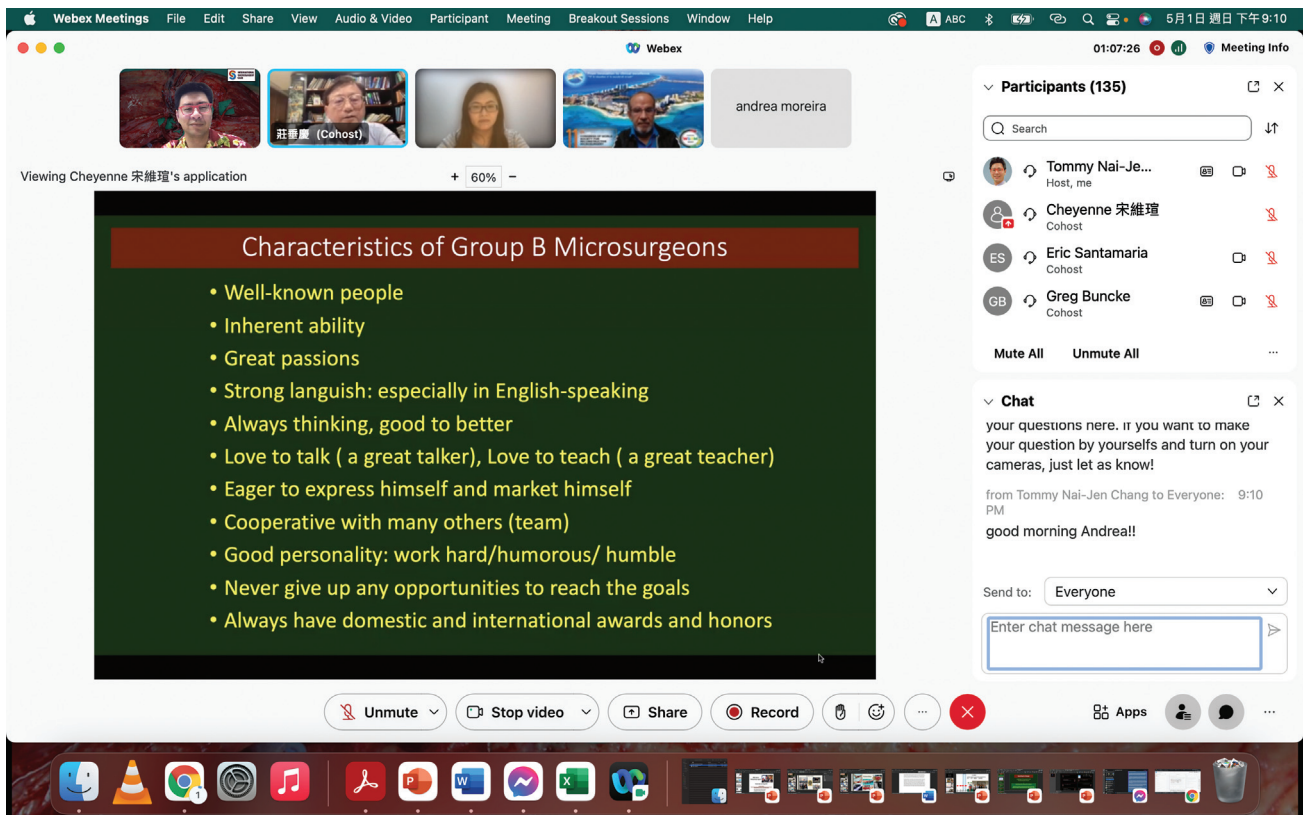 Webex Meetings File Edit Share View Audio & Video Participant Meeting Breakout Sessions Window Help A ABC 5月1日 週日 下午9:10
Webex
01:07:26 Meeting Info
莊垂慶 (Cohost)
andrea moreira
Viewing Cheyenne 宋維瑄's application
+ 60% −
Characteristics of Group B Microsurgeons
• Well-known people
• Inherent ability
• Great passions
• Strong languish: especially in English-speaking
• Always thinking, good to better
• Love to talk ( a great talker), Love to teach ( a great teacher)
• Eager to express himself and market himself
• Cooperative with many others (team)
• Good personality: work hard/humorous/ humble
• Never give up any opportunities to reach the goals
• Always have domestic and international awards and honors
Participants (135)
Search
Tommy Nai-Je...
Host, me
Cheyenne 宋維瑄
Cohost
ES
Eric Santamaria
Cohost
GB
Greg Buncke
Cohost
Mute All Unmute All
Chat
your questions here. If you want to make
your question by yourselfs and turn on your
cameras, just let as know!
from Tommy Nai-Jen Chang to Everyone: 9:10
PM
good morning Andrea!!
Send to: Everyone
Enter chat message here
Unmute Stop video Share Record Apps